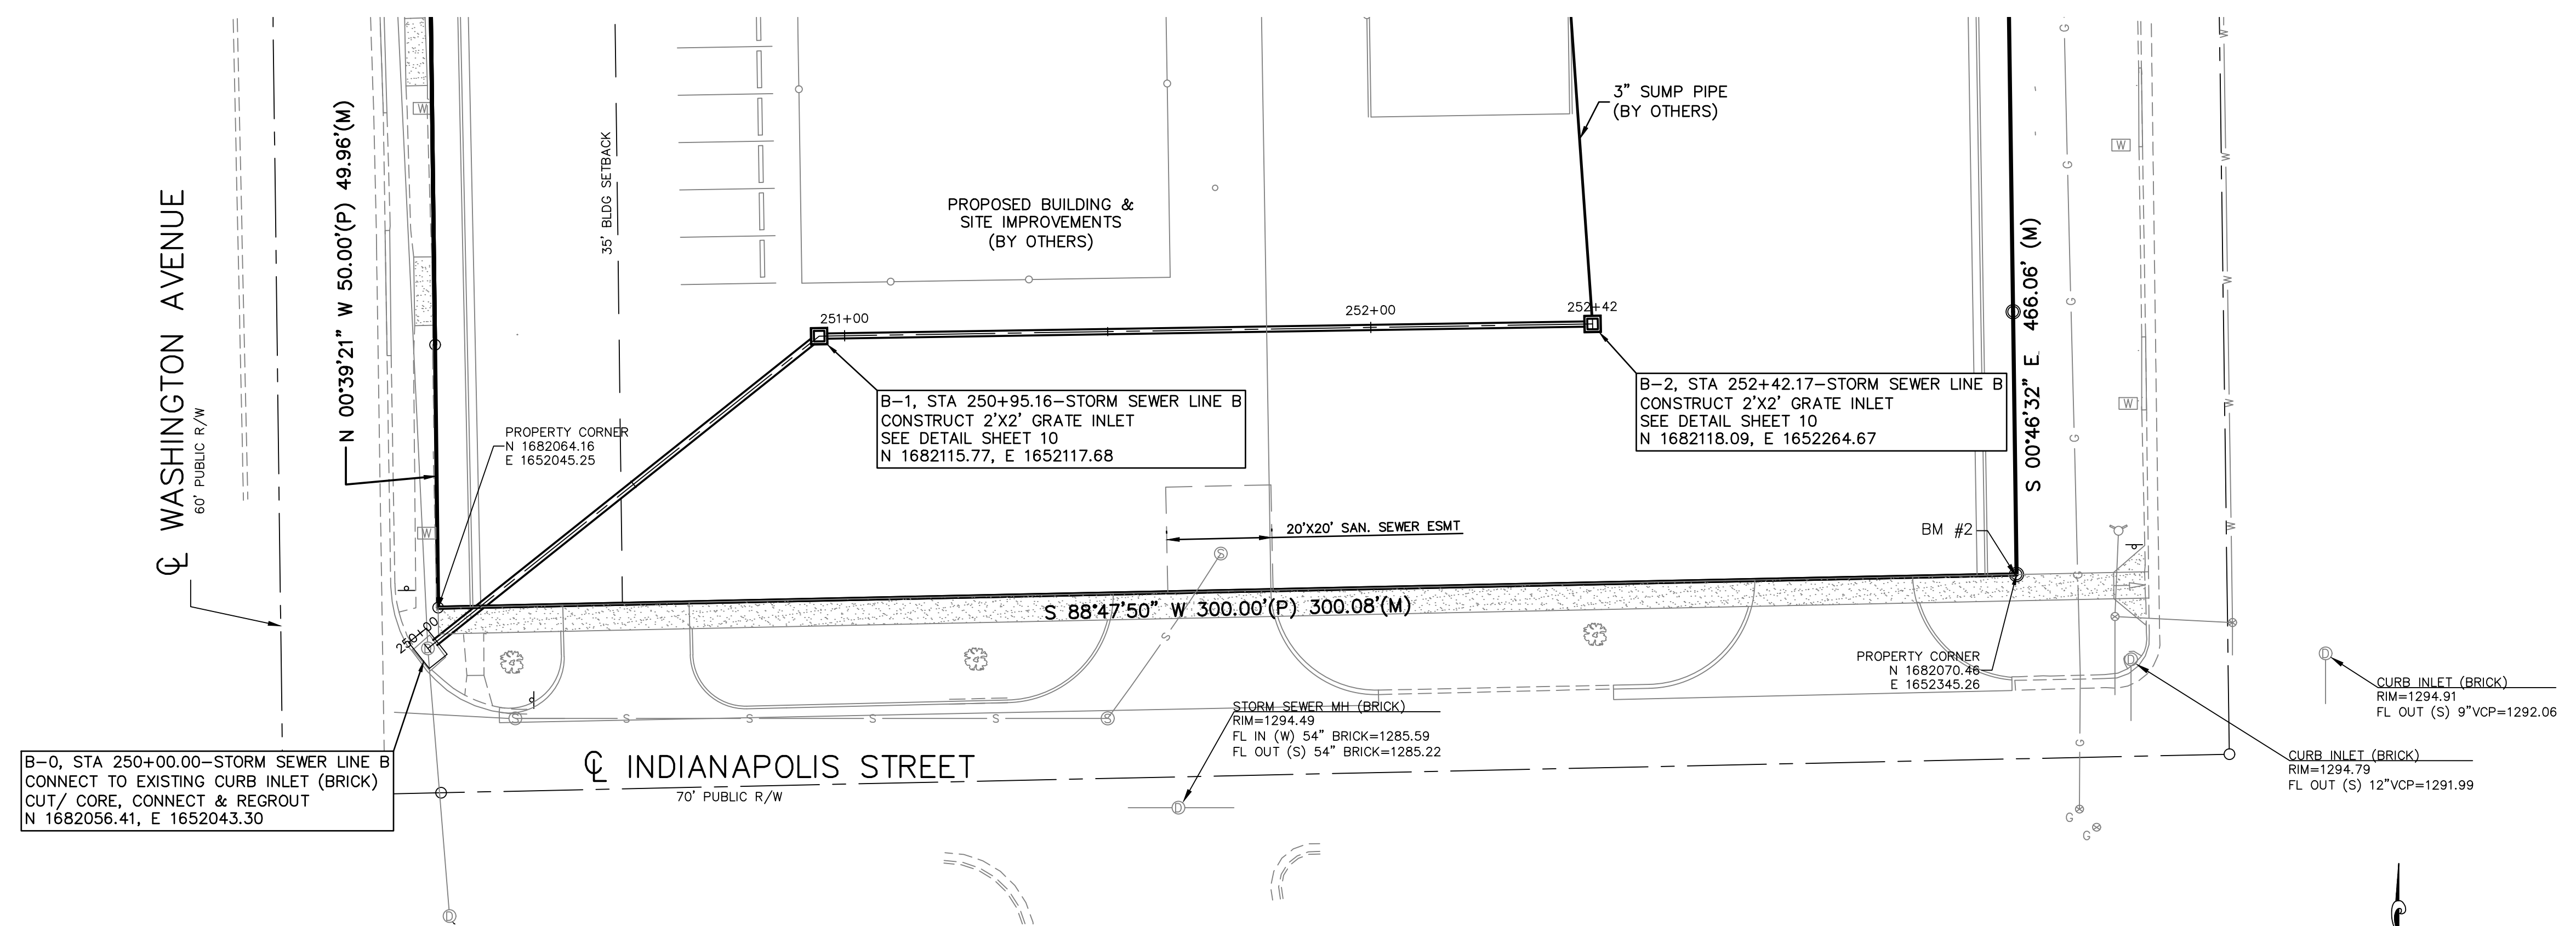 ℄ WASHINGTON AVENUE
60' PUBLIC R/W
N 00°39'21" W 50.00'(P) 49.96'(M)
W
W
35' BLDG SETBACK
PROPOSED BUILDING &
SITE IMPROVEMENTS
(BY OTHERS)
3" SUMP PIPE
(BY OTHERS)
S 00°46'32" E 466.06' (M)
G
G
G
G
G
G
G
W
W
W
W
W
W
W
W
251+00
252+00
252+42
B-1, STA 250+95.16-STORM SEWER LINE B
CONSTRUCT 2'X2' GRATE INLET
SEE DETAIL SHEET 10
N 1682115.77, E 1652117.68
B-2, STA 252+42.17-STORM SEWER LINE B
CONSTRUCT 2'X2' GRATE INLET
SEE DETAIL SHEET 10
N 1682118.09, E 1652264.67
PROPERTY CORNER
N 1682064.16
E 1652045.25
20'X20' SAN. SEWER ESMT
BM #2
S
S 88°47'50" W 300.00'(P) 300.08'(M)
250+00
D
S
S
S
S
S
S
S
S
PROPERTY CORNER
N 1682070.46
E 1652345.26
D
D
CURB INLET (BRICK)
RIM=1294.91
FL OUT (S) 9"VCP=1292.06
STORM SEWER MH (BRICK)
RIM=1294.49
FL IN (W) 54" BRICK=1285.59
FL OUT (S) 54" BRICK=1285.22
CURB INLET (BRICK)
RIM=1294.79
FL OUT (S) 12"VCP=1291.99
B-0, STA 250+00.00-STORM SEWER LINE B
CONNECT TO EXISTING CURB INLET (BRICK)
CUT/ CORE, CONNECT & REGROUT
N 1682056.41, E 1652043.30
℄ INDIANAPOLIS STREET
70' PUBLIC R/W
D
G
G
D